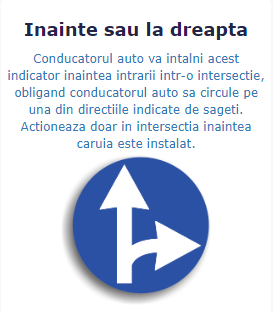 Inainte sau la dreapta
Conducatorul auto va intalni acest
indicator inaintea intrarii intr-o intersectie,
obligand conducatorul auto sa circule pe
una din directiile indicate de sageti.
Actioneaza doar in intersectia inaintea
caruia este instalat.